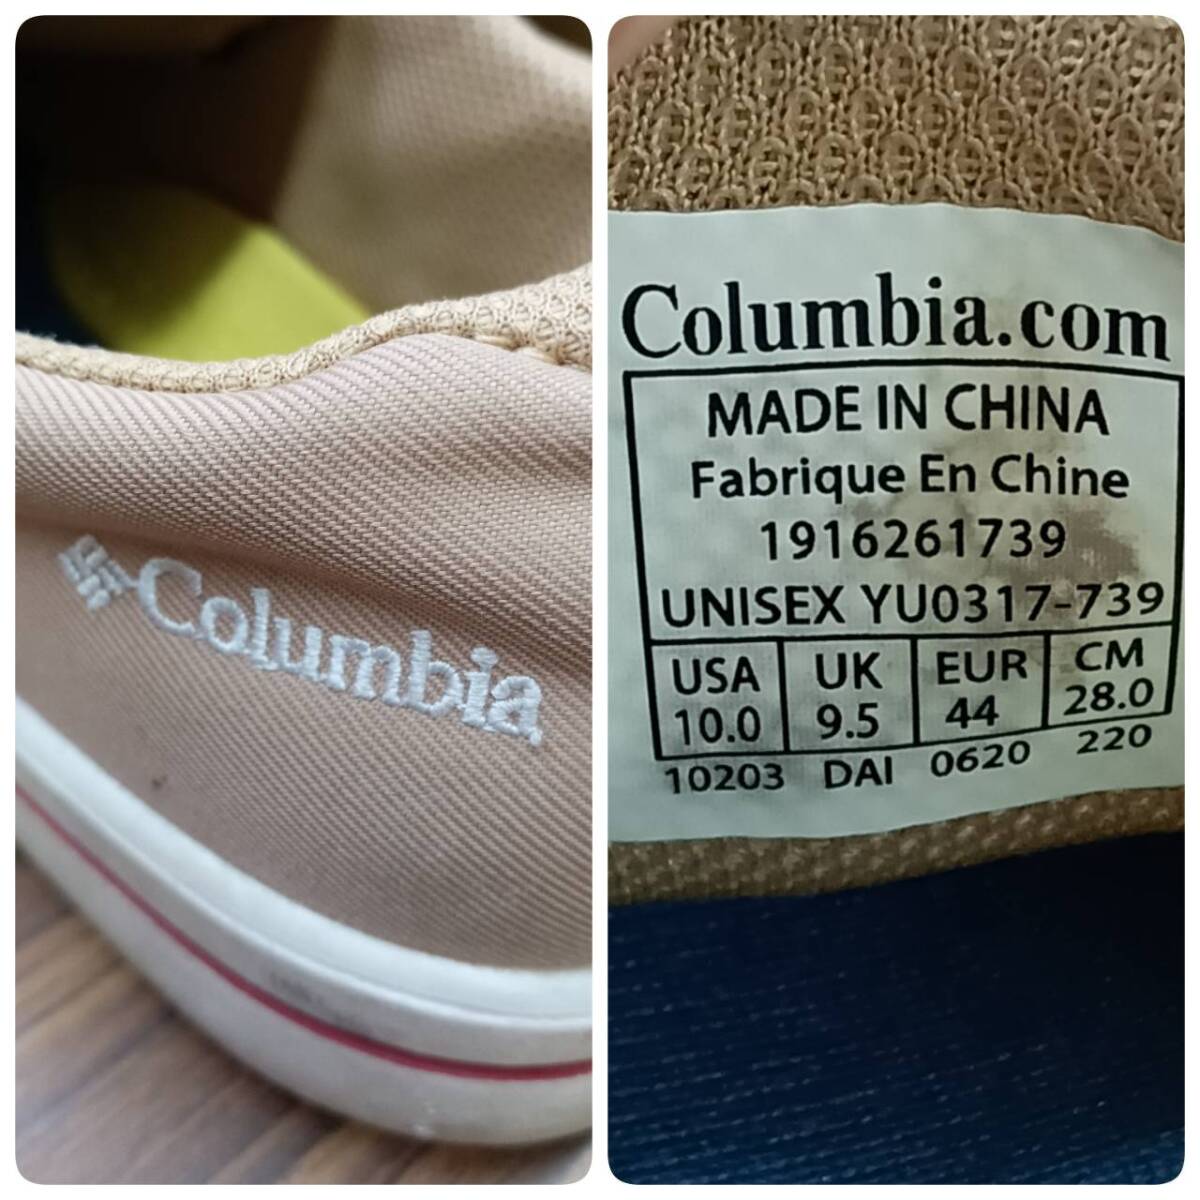 Columbia
Columbia.com
MADE IN CHINA
Fabrique En Chine
1916261739
UNISEX YU0317-739
USA UK EUR CM
10.0 9.5 44 28.0
10203 DAI 0620 220